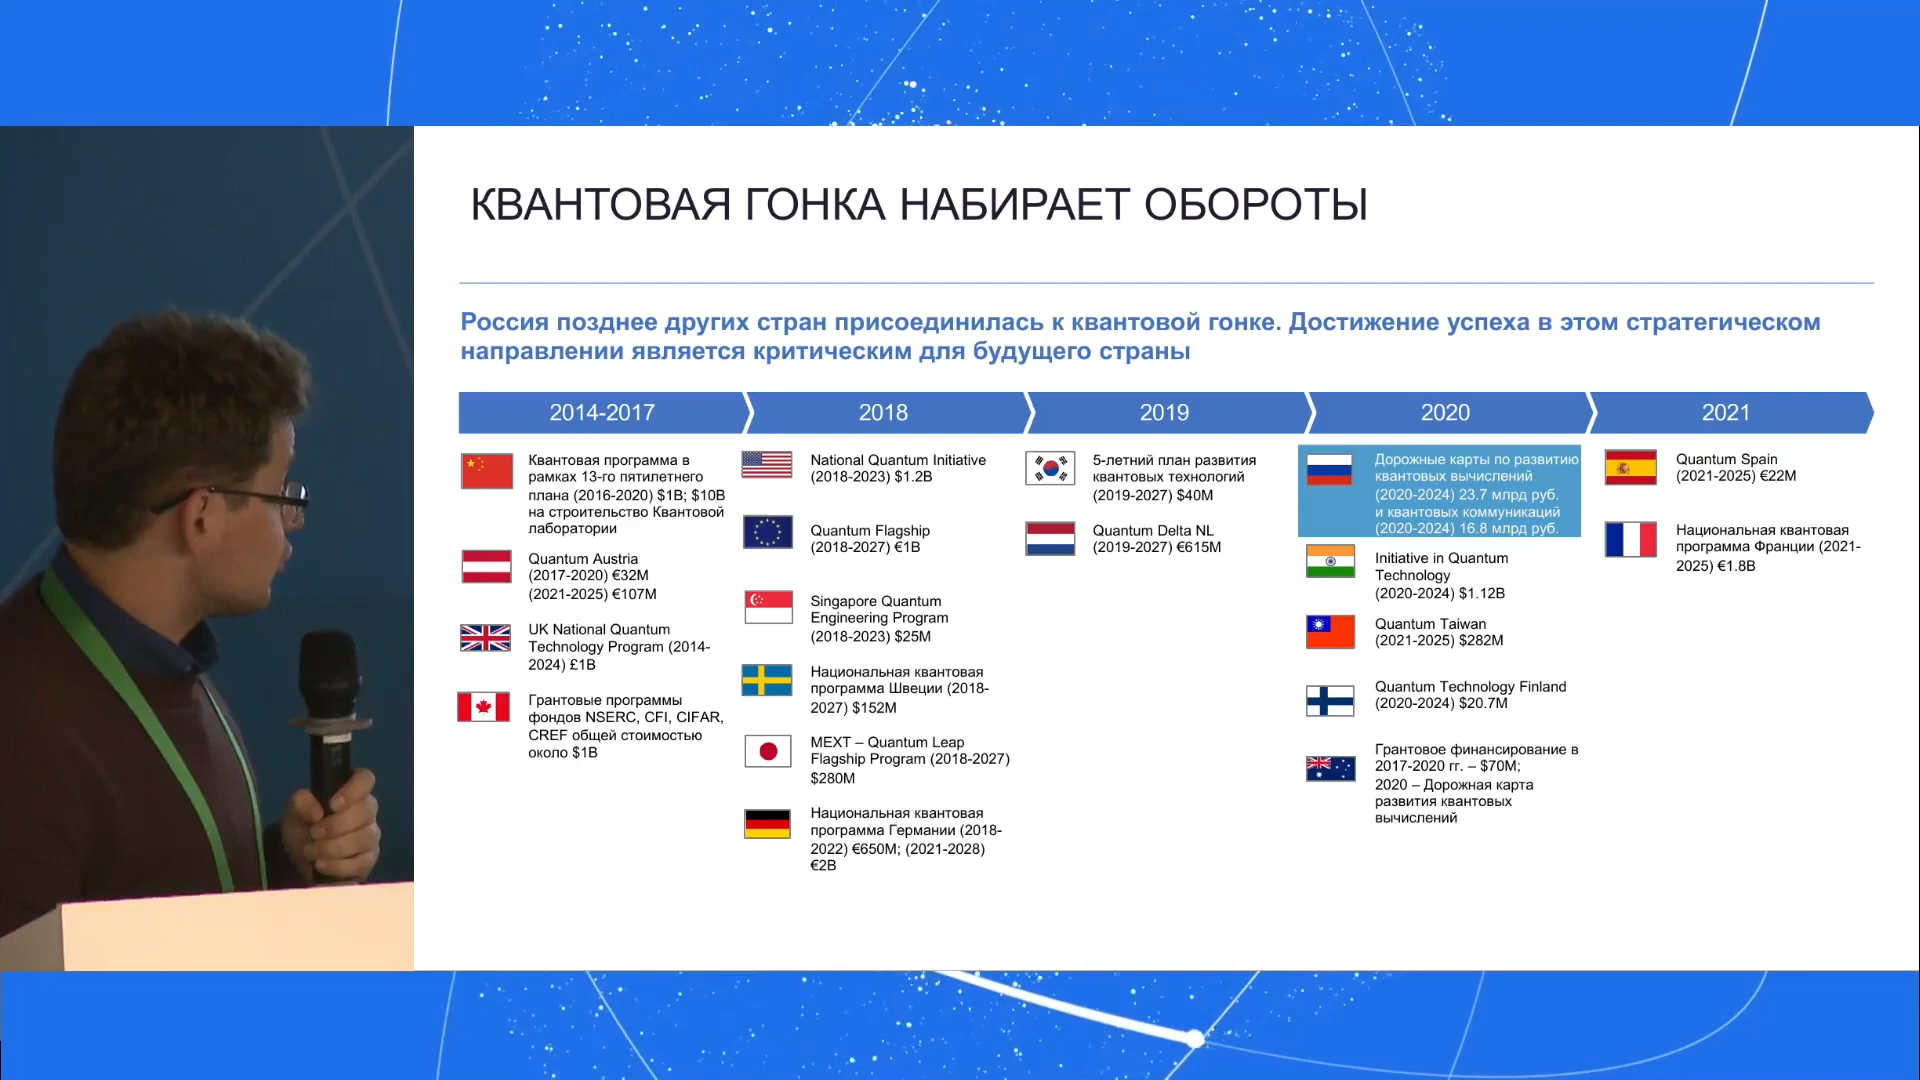 КВАНТОВАЯ ГОНКА НАБИРАЕТ ОБОРОТЫ
Россия позднее других стран присоединилась к квантовой гонке. Достижение успеха в этом стратегическом
направлении является критическим для будущего страны
2014-2017
2018
2019
2020
2021
Квантовая программа в
рамках 13-го пятилетнего
плана (2016-2020) $1B; $10B
на строительство Квантовой
лаборатории
Quantum Austria
(2017-2020) €32M
(2021-2025) €107M
UK National Quantum
Technology Program (2014-
2024) £1B
Грантовые программы
фондов NSERC, CFI, CIFAR,
CREF общей стоимостью
около $1B
National Quantum Initiative
(2018-2023) $1.2B
Quantum Flagship
(2018-2027) €1B
Singapore Quantum
Engineering Program
(2018-2023) $25M
Национальная квантовая
программа Швеции (2018-
2027) $152M
MEXT – Quantum Leap
Flagship Program (2018-2027)
$280M
Национальная квантовая
программа Германии (2018-
2022) €650M; (2021-2028)
€2B
5-летний план развития
квантовых технологий
(2019-2027) $40M
Quantum Delta NL
(2019-2027) €615M
Дорожные карты по развитию
квантовых вычислений
(2020-2024) 23.7 млрд руб.
и квантовых коммуникаций
(2020-2024) 16.8 млрд руб.
Initiative in Quantum
Technology
(2020-2024) $1.12B
Quantum Taiwan
(2021-2025) $282M
Quantum Technology Finland
(2020-2024) $20.7M
Грантовое финансирование в
2017-2020 гг. – $70M;
2020 – Дорожная карта
развития квантовых
вычислений
Quantum Spain
(2021-2025) €22M
Национальная квантовая
программа Франции (2021-
2025) €1.8B